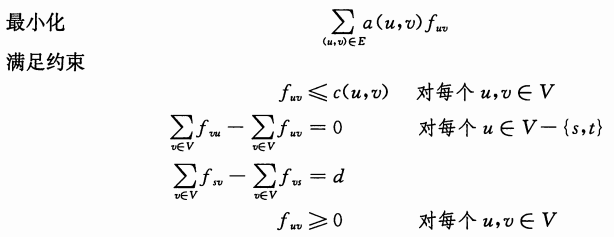 最小化 ∑_{(u,v)∈E} a(u,v)f_{uv}
满足约束
f_{uv} ⩽ c(u,v) 对每个 u,v ∈ V
∑_{v∈V} f_{vu} − ∑_{v∈V} f_{uv} = 0 对每个 u ∈ V−{s,t}
∑_{v∈V} f_{sv} − ∑_{v∈V} f_{vs} = d
f_{uv} ⩾ 0 对每个 u,v ∈ V